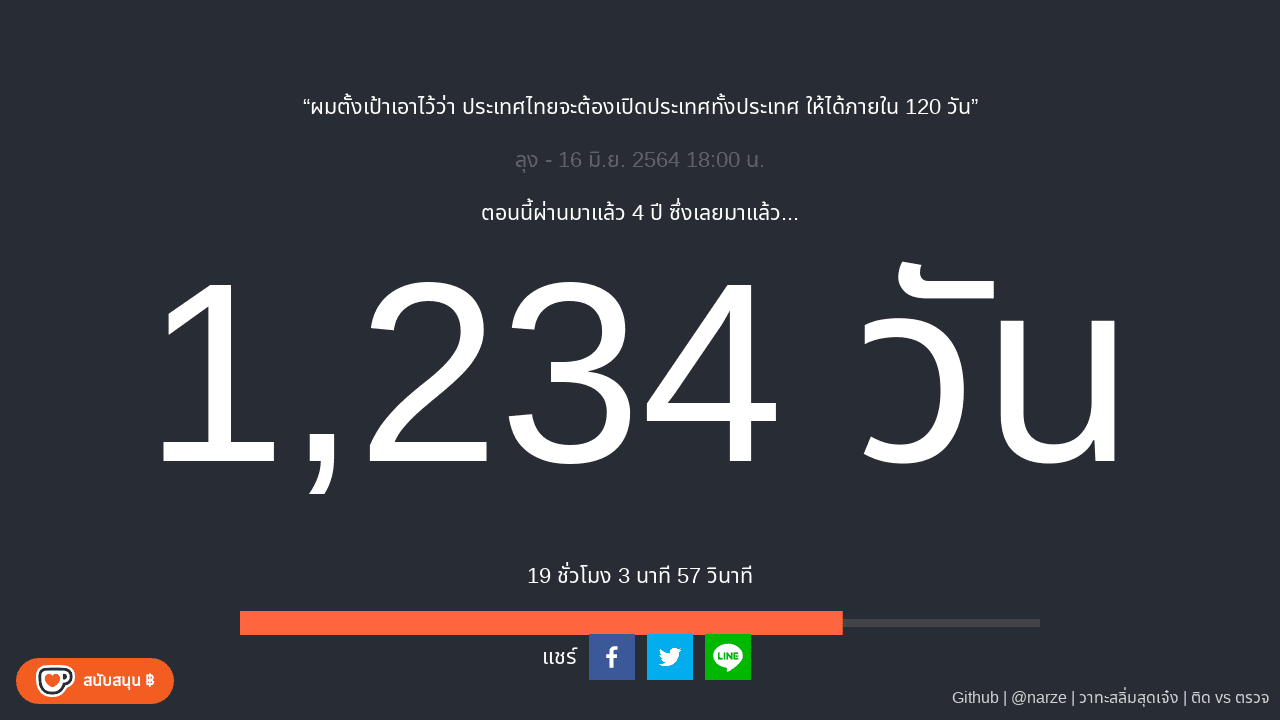 “ผมตั้งเป้าเอาไว้ว่า ประเทศไทยจะต้องเปิดประเทศทั้งประเทศ ให้ได้ภายใน 120 วัน”
ลุง - 16 มิ.ย. 2564 18:00 น.
ตอนนี้ผ่านมาแล้ว 4 ปี ซึ่งเลยมาแล้ว...
1,234 วัน
19 ชั่วโมง 3 นาที 57 วินาที
แชร์
LINE
สนับสนุน ฿
Github | @narze | วาทะสลิ่มสุดเจ๋ง | ติด vs ตรวจ